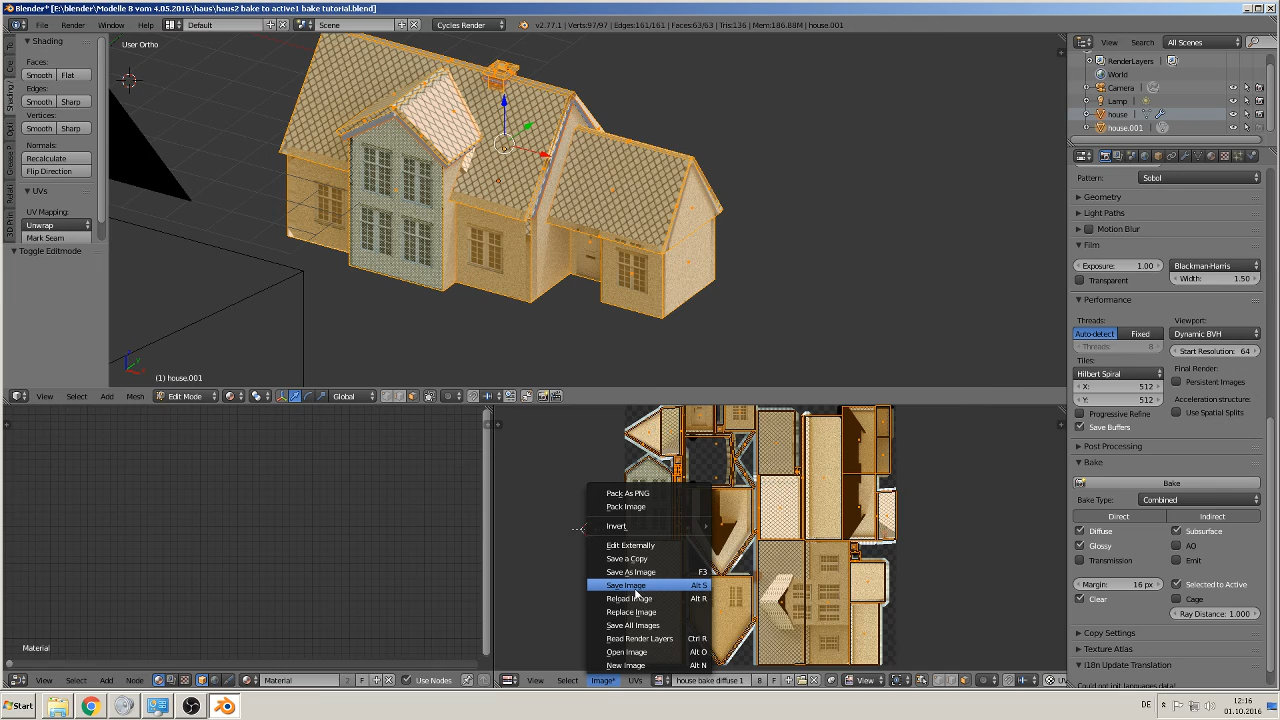 Blender* [E:\blender\Modelle 8 vom 4.05.2016\haus\haus2 bake to active1 bake tutorial.blend]
File Render Window Help Default Scene Cycles Render v2.77.1 | Verts:97/97 | Edges:161/161 | Faces:63/63 | Tris:136 | Mem:186.88M | house.001
Shading
Faces:
Smooth Flat
Edges:
Smooth Sharp
Vertices:
Smooth Sharp
Normals:
Recalculate
Flip Direction
UVs
UV Mapping:
Unwrap
Mark Seam
Toggle Editmode
User Ortho
(1) house.001
View Select Add Mesh Edit Mode Global
View Search All Scenes
RenderLayers
World
Camera
Lamp
house
house.001
Pattern: Sobol
Geometry
Light Paths
Motion Blur
Film
Exposure: 1.00 Blackman-Harris
Transparent Width: 1.50
Performance
Threads: Viewport:
Auto-detect Fixed Dynamic BVH
Threads: 8 Start Resolution: 64
Tiles: Final Render:
Hilbert Spiral Persistent Images
X: 512 Acceleration structure:
Y: 512 Use Spatial Splits
Progressive Refine
Save Buffers
Post Processing
Bake
Bake
Bake Type: Combined
Direct Indirect
Diffuse Subsurface
Glossy AO
Transmission Emit
Margin: 16 px Selected to Active
Clear Cage
Ray Distance: 1.000
Copy Settings
Texture Atlas
I18n Update Translation
Could not init languages data!
Pack As PNG
Pack Image
Invert
Edit Externally
Save a Copy
Save As Image F3
Save Image Alt S
Reload Image Alt R
Replace Image
Save All Images
Read Render Layers Ctrl R
Open Image Alt O
New Image Alt N
Material
View Select Add Node Material 2 F Use Nodes
View Select Image* UVs house bake diffuse 1 8 F View
Start DE 12:16
01.10.2016